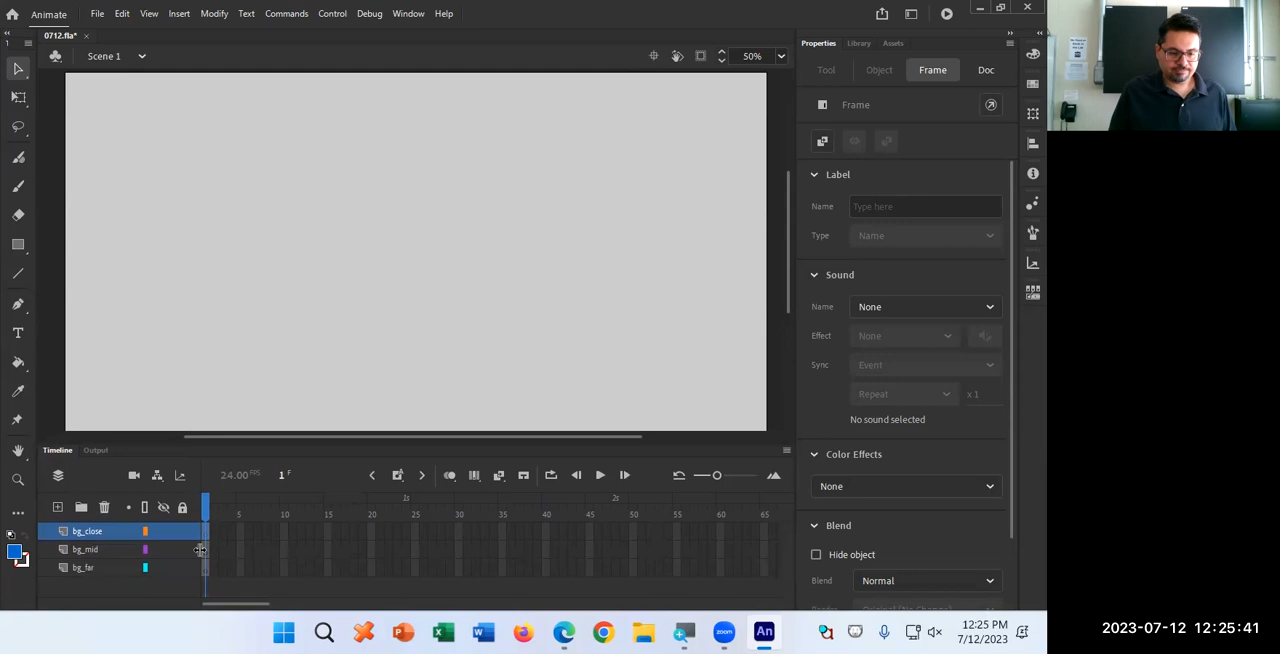 Animate File Edit View Insert Modify Text Commands Control Debug Window Help
0712.fla*
Scene 1 50%
Properties Library Assets
Tool Object Frame Doc
Frame
Label
Name Type here
Type Name
Sound
Name None
Effect None
Sync Event
Repeat x 1
No sound selected
Color Effects
None
Blend
Hide object
Blend Normal
Timeline Output
24.00 FPS 1 F
1s 2s
5 10 15 20 25 30 35 40 45 50 55 60 65
bg_close
bg_mid
bg_far
12:25 PM
7/12/2023
2023-07-12 12:25:41